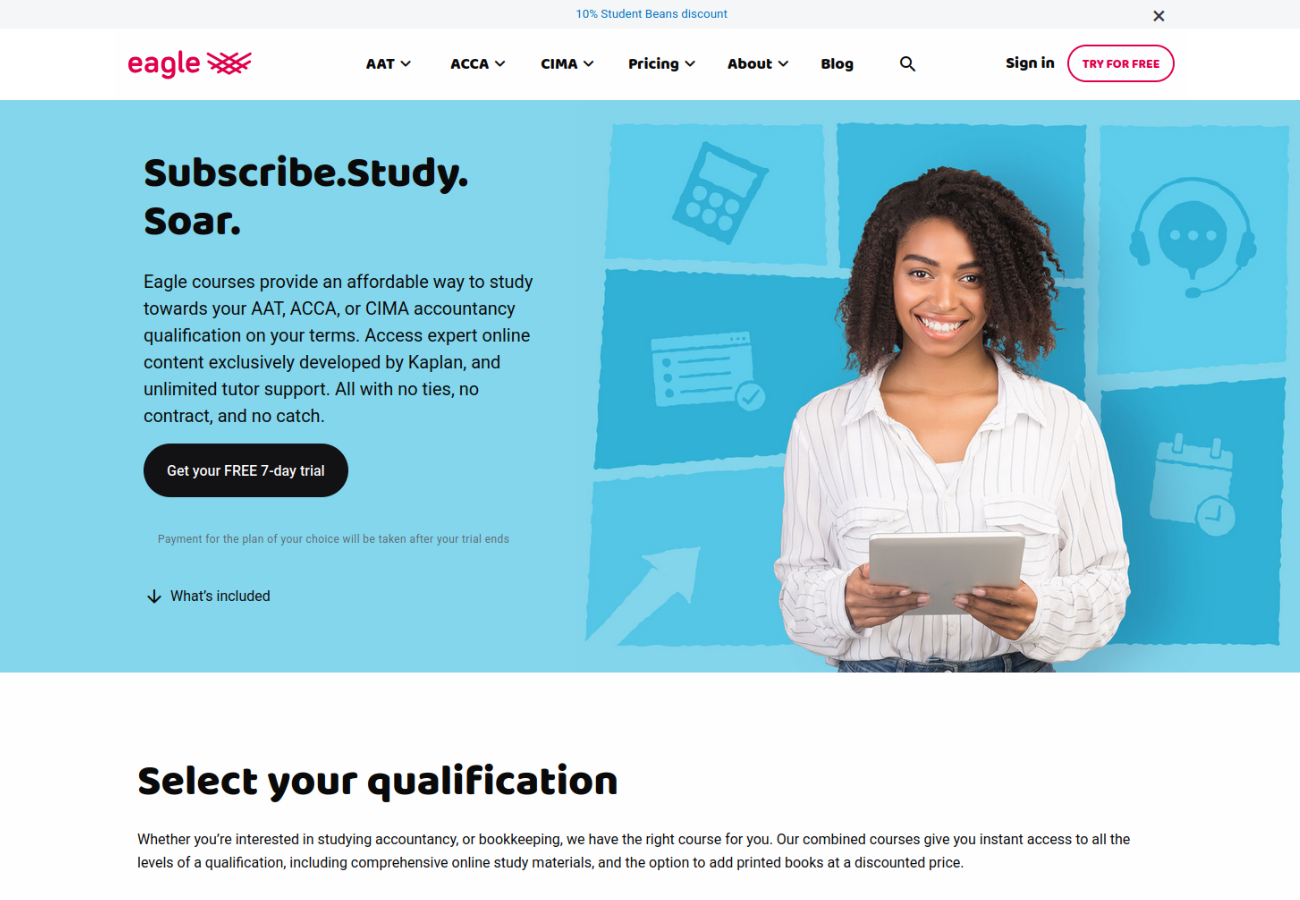 10% Student Beans discount
eagle
AAT
ACCA
CIMA
Pricing
About
Blog
Sign in
TRY FOR FREE
Subscribe.Study.
Soar.
Eagle courses provide an affordable way to study
towards your AAT, ACCA, or CIMA accountancy
qualification on your terms. Access expert online
content exclusively developed by Kaplan, and
unlimited tutor support. All with no ties, no
contract, and no catch.
Get your FREE 7-day trial
Payment for the plan of your choice will be taken after your trial ends
What's included
Select your qualification
Whether you’re interested in studying accountancy, or bookkeeping, we have the right course for you. Our combined courses give you instant access to all the
levels of a qualification, including comprehensive online study materials, and the option to add printed books at a discounted price.